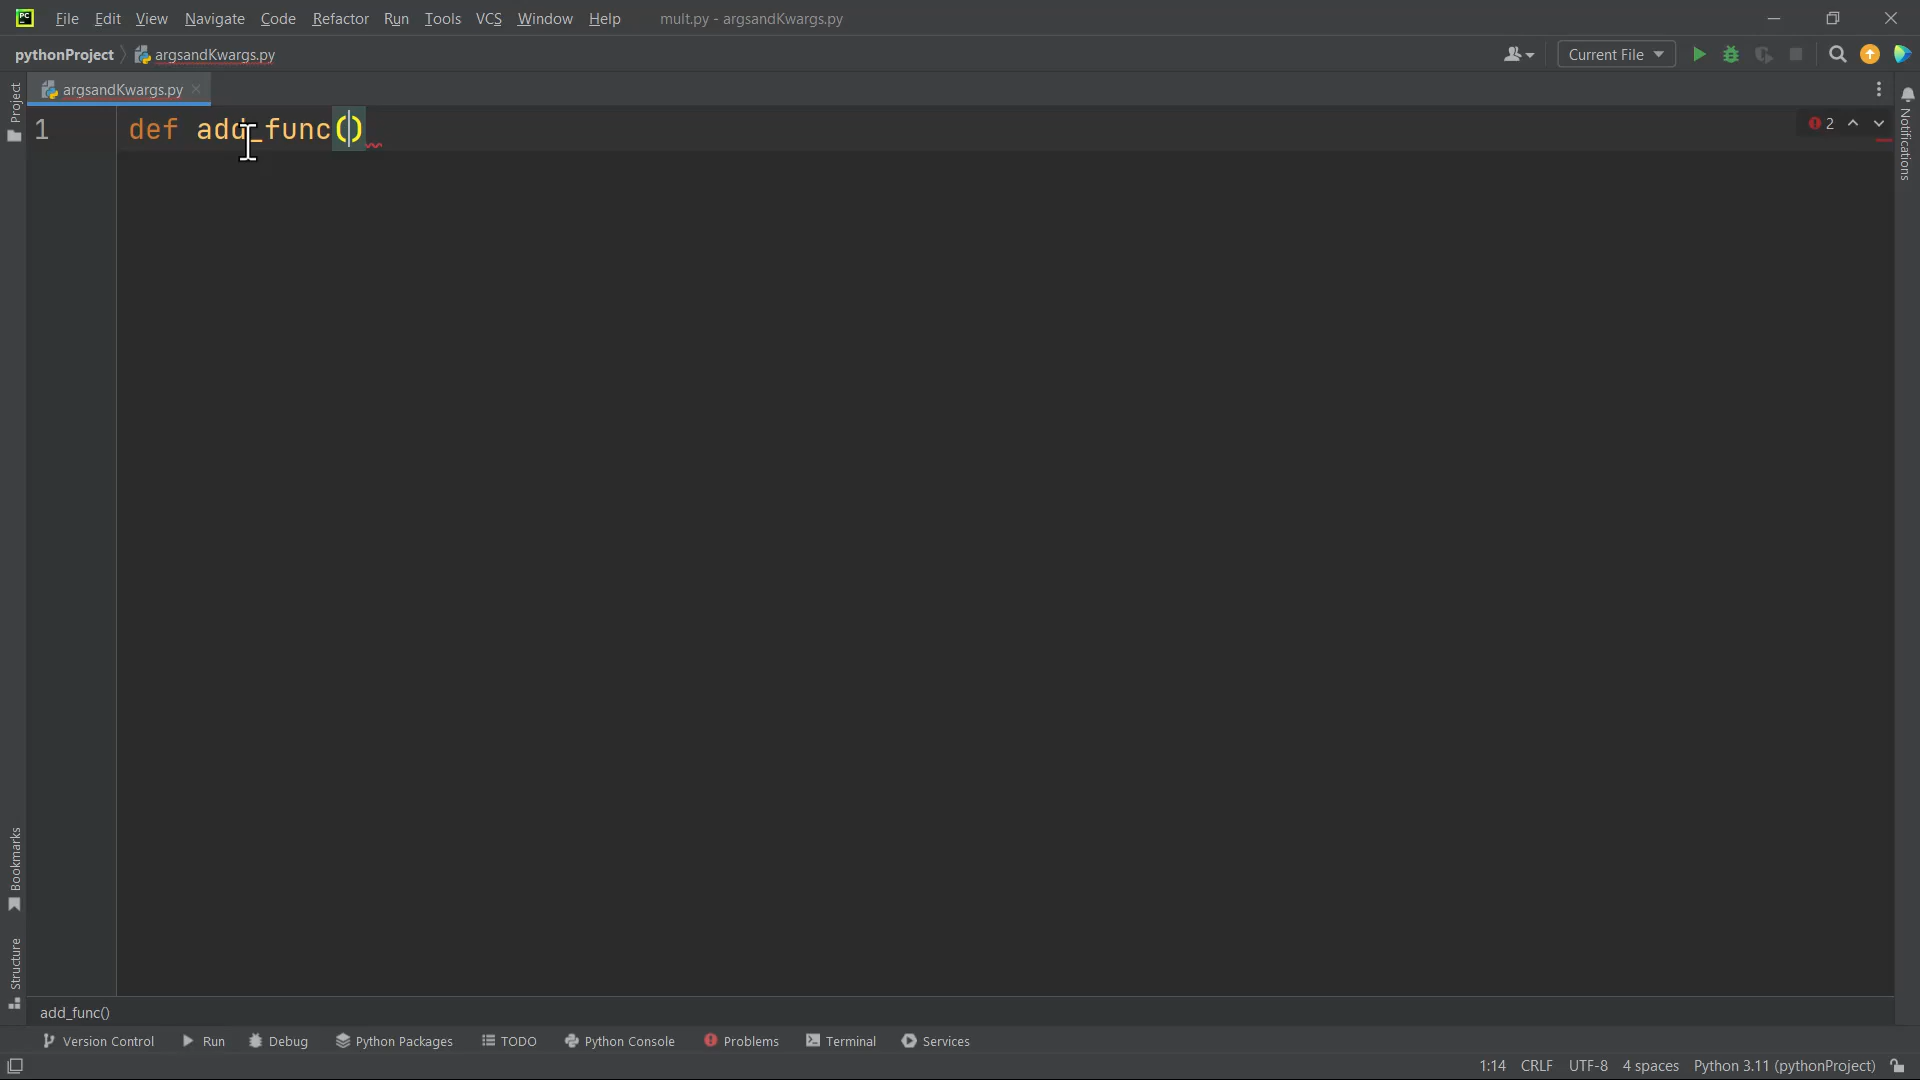 PC
File Edit View Navigate Code Refactor Run Tools VCS Window Help mult.py - argsandKwargs.py
pythonProject argsandKwargs.py Current File
argsandKwargs.py
Project
Notifications
1 def add_func() 2
Bookmarks
Structure
add_func()
Version Control Run Debug Python Packages TODO Python Console Problems Terminal Services
1:14 CRLF UTF-8 4 spaces Python 3.11 (pythonProject)